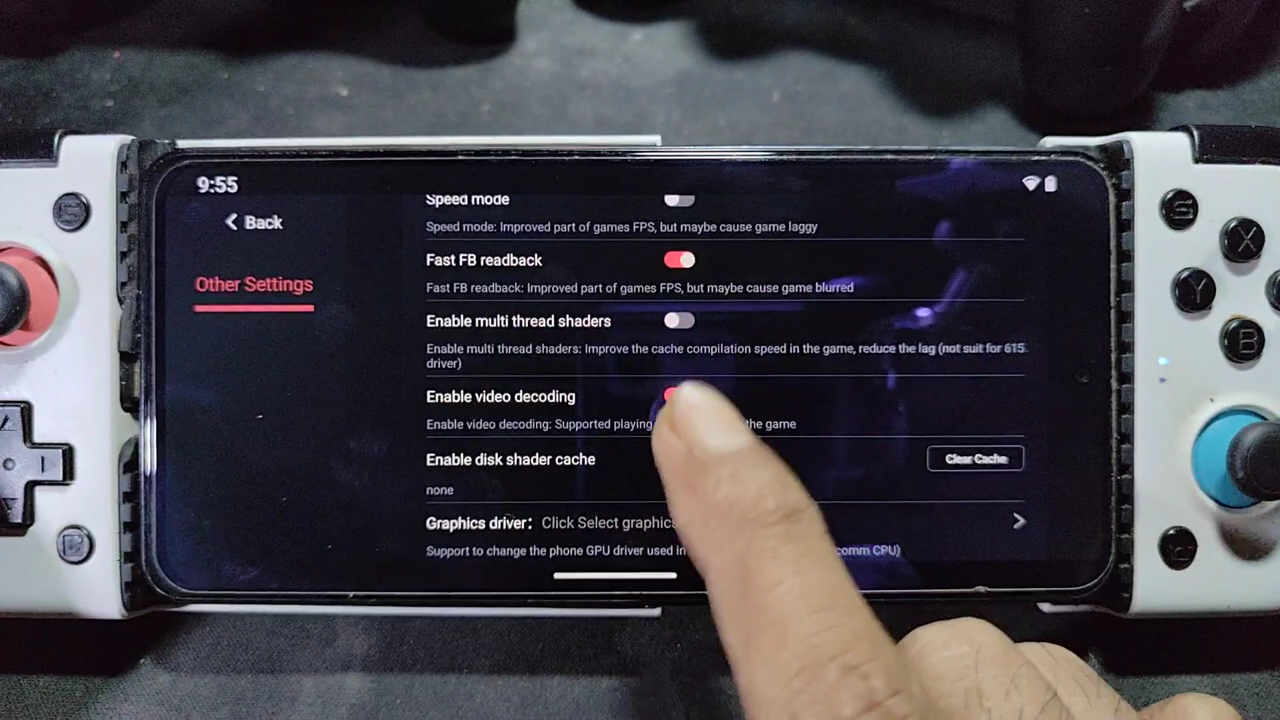 9:55
Back
Other Settings
Speed mode
Speed mode: Improved part of games FPS, but maybe cause game laggy
Fast FB readback
Fast FB readback: Improved part of games FPS, but maybe cause game blurred
Enable multi thread shaders
Enable multi thread shaders: Improve the cache compilation speed in the game, reduce the lag (not suit for 615
driver)
Enable video decoding
Enable video decoding: Supported playing the game
Enable disk shader cache
Clear Cache
none
Graphics driver: Click Select graphics
Support to change the phone GPU driver used in comm CPU)
X
Y
B
S